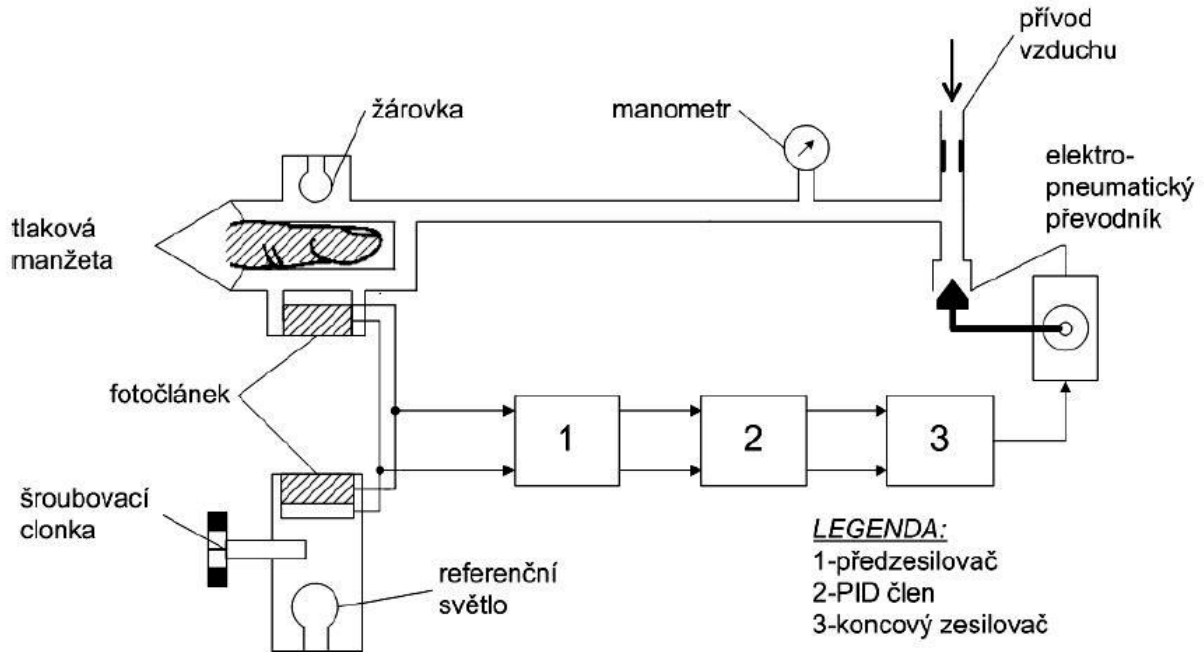 přívod
vzduchu
žárovka
manometr
elektro-
pneumatický
převodník
tlaková
manžeta
fotočlánek
1
2
3
šroubovací
clonka
referenční
světlo
LEGENDA:
1-předzesilovač
2-PID člen
3-koncový zesilovač